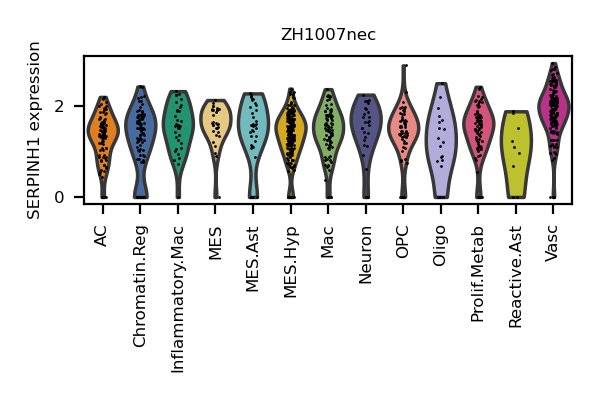 ZH1007nec
SERPINH1 expression
2
0
AC
Chromatin.Reg
Inflammatory.Mac
MES
MES.Ast
MES.Hyp
Mac
Neuron
OPC
Oligo
Prolif.Metab
Reactive.Ast
Vasc